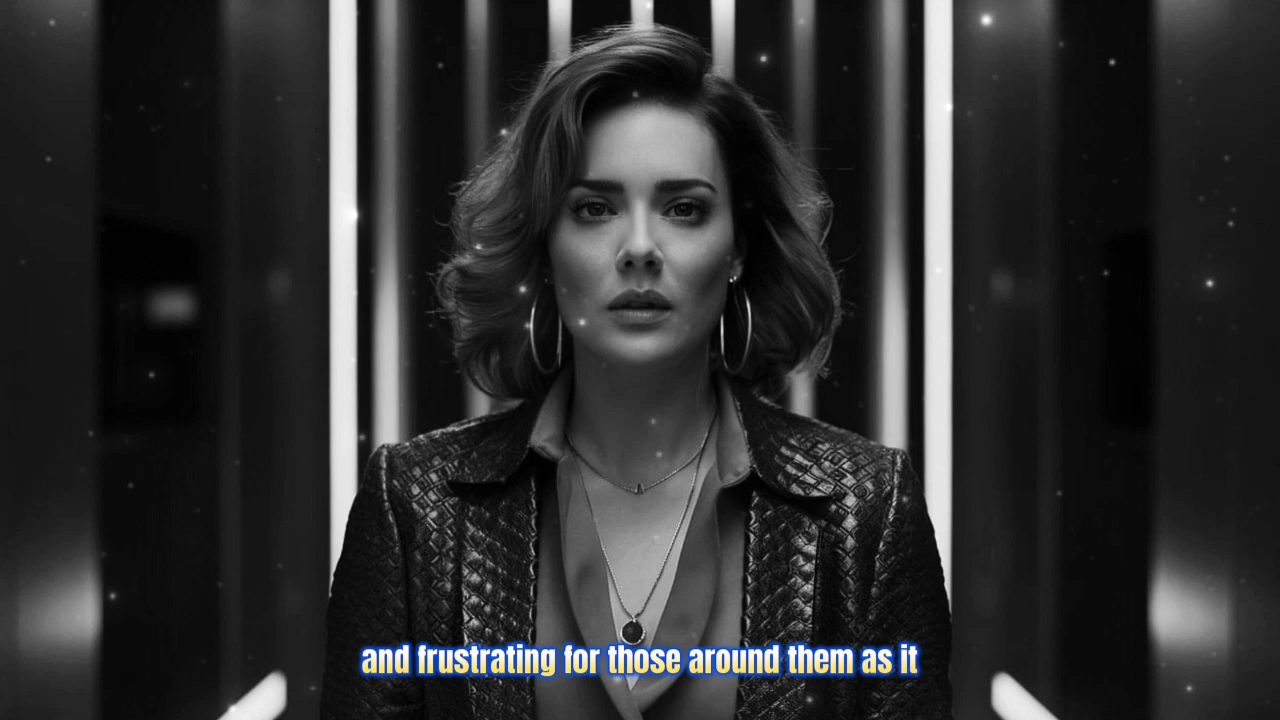 and frustrating for those around them as it